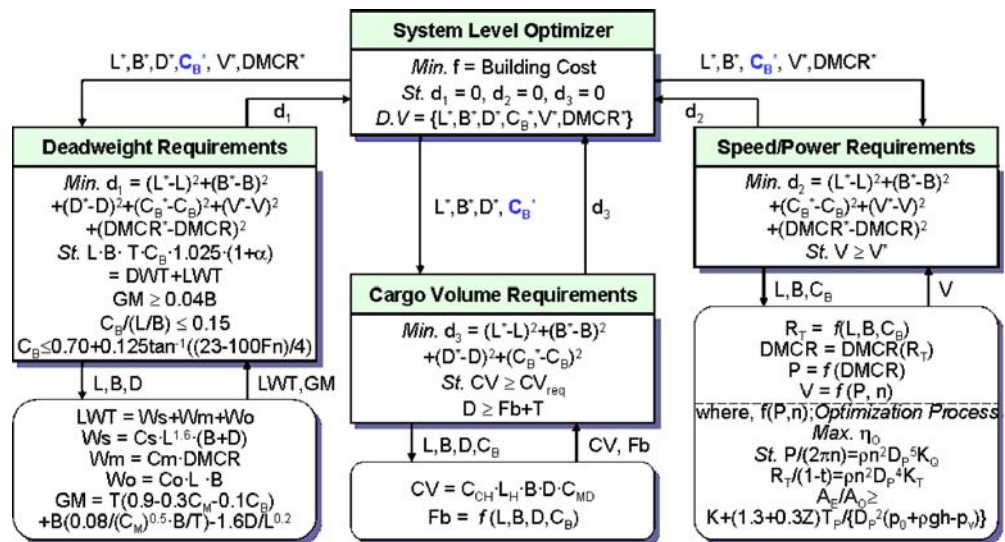 System Level Optimizer
Min. f = Building Cost
St. d₁ = 0, d₂ = 0, d₃ = 0
D.V = {L*,B*,D*,C_B*,V*,DMCR*}
L*,B*,D*,C_B*, V*,DMCR*
d₁
L*,B*, C_B*, V*,DMCR*
d₂
Deadweight Requirements
Min. d₁ = (L*-L)²+(B*-B)²
+(D*-D)²+(C_B*-C_B)²+(V*-V)²
+(DMCR*-DMCR)²
St. L·B· T·C_B·1.025·(1+α)
= DWT+LWT
GM ≥ 0.04B
C_B/(L/B) ≤ 0.15
C_B≤0.70+0.125tan⁻¹((23-100Fn)/4)
L,B,D
LWT,GM
LWT = Ws+Wm+Wo
Ws = Cs·L¹·⁶·(B+D)
Wm = Cm·DMCR
Wo = Co·L ·B
GM = T(0.9-0.3C_M-0.1C_B)
+B(0.08/(C_M)⁰·⁵·B/T)-1.6D/L⁰·²
L*,B*,D*, C_B*
d₃
Cargo Volume Requirements
Min. d₃ = (L*-L)²+(B*-B)²
+(D*-D)²+(C_B*-C_B)²
St. CV ≥ CV_req
D ≥ Fb+T
L,B,D,C_B
CV, Fb
CV = C_CH·L_H·B·D·C_MD
Fb = f(L,B,D,C_B)
Speed/Power Requirements
Min. d₂ = (L*-L)²+(B*-B)²
+(C_B*-C_B)²+(V*-V)²
+(DMCR*-DMCR)²
St. V ≥ V*
L,B,C_B
V
R_T = f(L,B,C_B)
DMCR = DMCR(R_T)
P = f(DMCR)
V = f(P, n)
where, f(P,n);Optimization Process
Max. η_O
St. P/(2πn)=ρn²D_P⁵K_Q
R_T/(1-t)=ρn²D_P⁴K_T
A_E/A_O≥
K+(1.3+0.3Z)T_P/{D_P²(p₀+ρgh-p_v)}